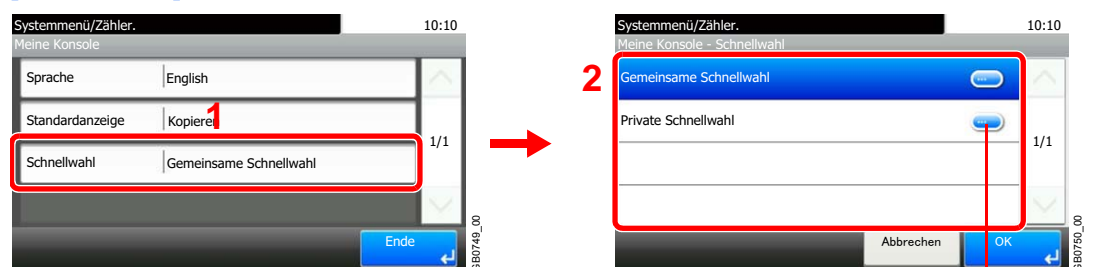 Systemmenü/Zähler.
10:10
Meine Konsole
Sprache
English
Standardanzeige
Kopieren
1
1/1
Schnellwahl
Gemeinsame Schnellwahl
Ende
GB0749_00
Systemmenü/Zähler.
10:10
Meine Konsole - Schnellwahl
2
Gemeinsame Schnellwahl
Private Schnellwahl
1/1
Abbrechen
OK
GB0750_00